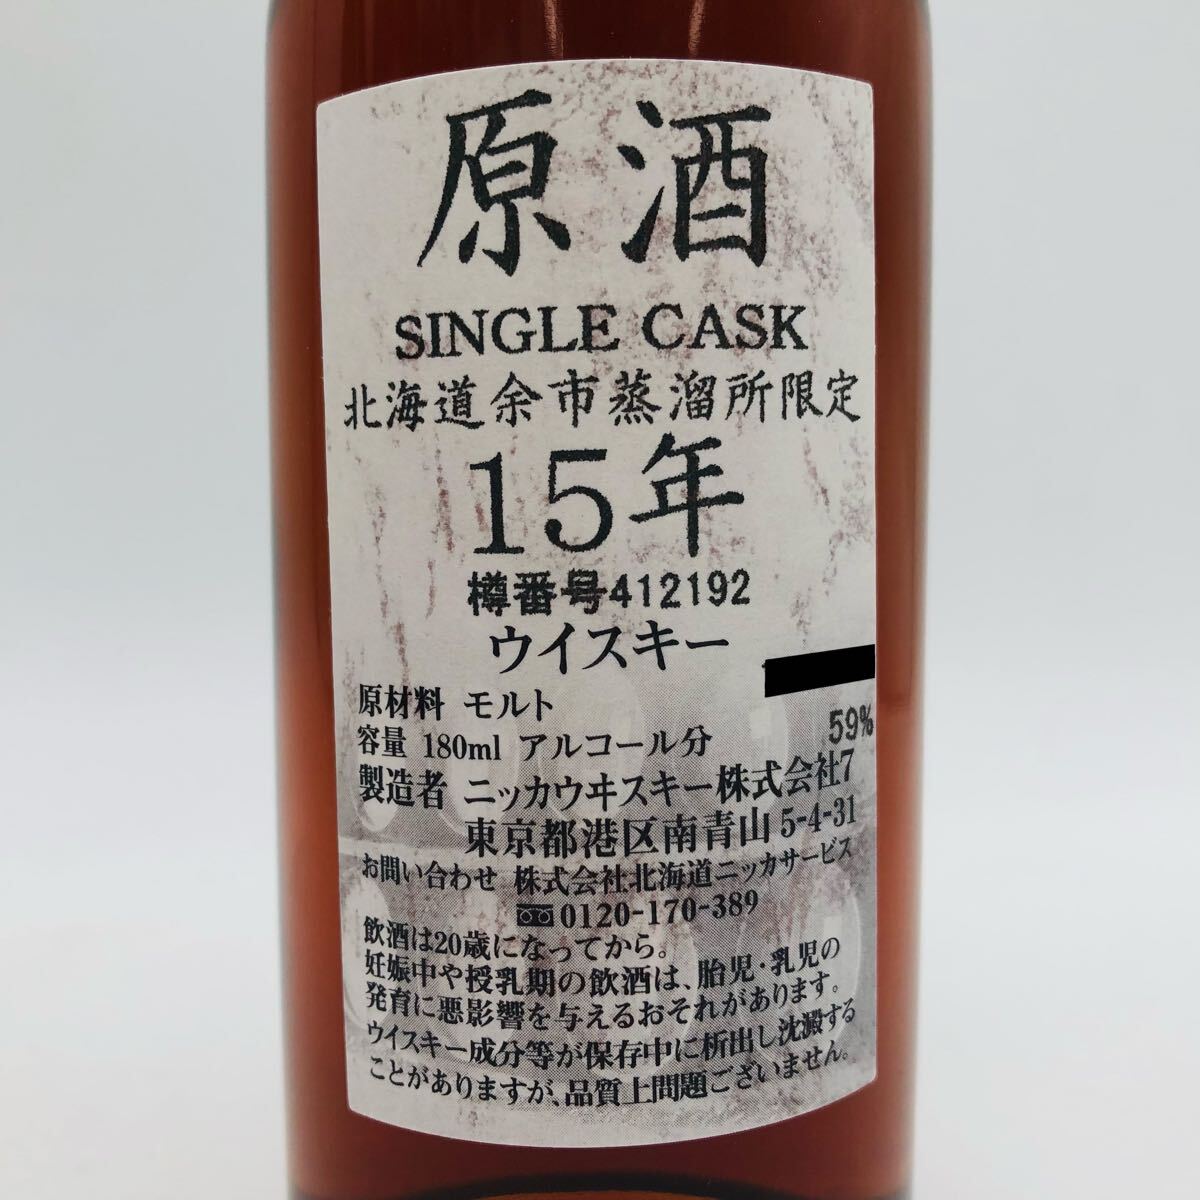 原酒
SINGLE CASK
北海道余市蒸溜所限定
15年
樽番号412192
ウイスキー
原材料 モルト
容量 180ml アルコール分 59%
製造者 ニッカウヰスキー株式会社7
東京都港区南青山 5-4-31
お問い合わせ 株式会社北海道ニッカサービス
0120-170-389
飲酒は20歳になってから。
妊娠中や授乳期の飲酒は、胎児・乳児の
発育に悪影響を与えるおそれがあります。
ウイスキー成分等が保存中に析出し沈澱する
ことがありますが、品質上問題ございません。